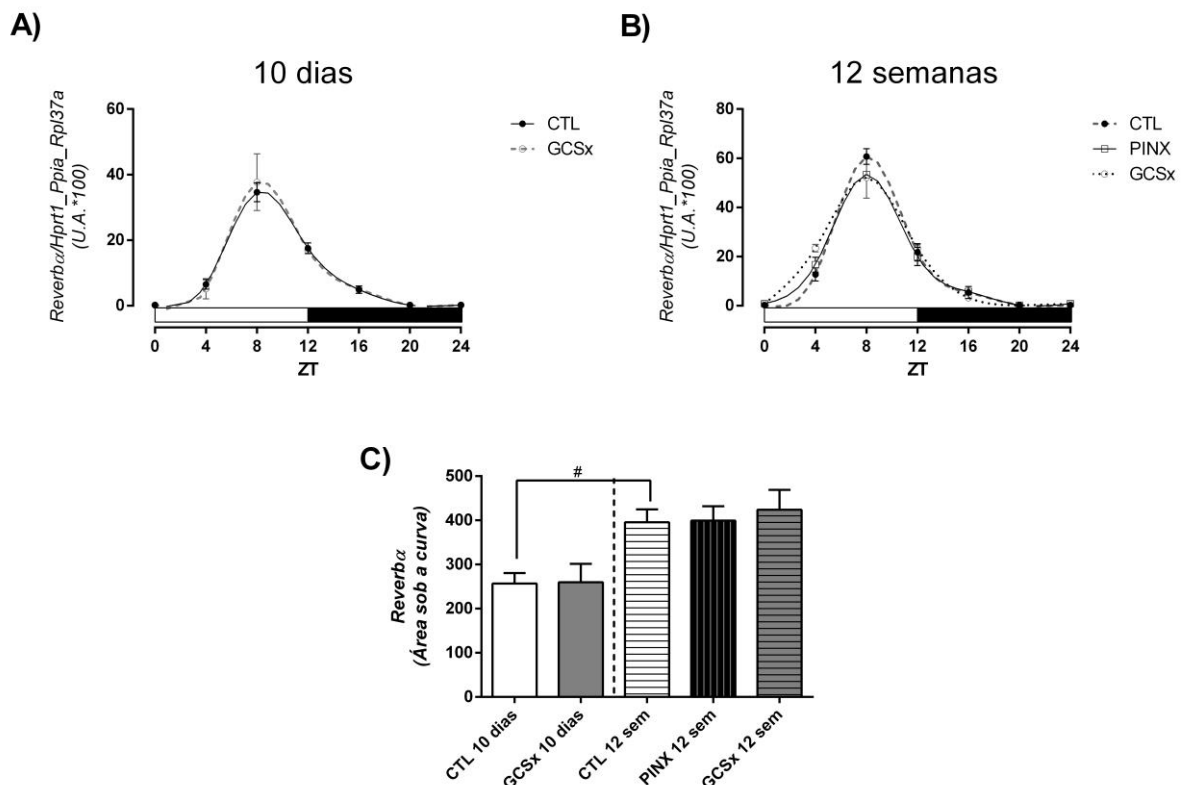 A)
10 dias
Reverbα/Hprt1_Ppia_Rpl37a
(U.A.*100)
60
40
20
0
0 4 8 12 16 20 24
ZT
CTL
GCSx
B)
12 semanas
Reverbα/Hprt1_Ppia_Rpl37a
(U.A.*100)
80
60
40
20
0
0 4 8 12 16 20 24
ZT
CTL
PINX
GCSx
C)
Reverbα
(Área sob a curva)
500
400
300
200
100
0
#
CTL 10 dias
GCSx 10 dias
CTL 12 sem
PINX 12 sem
GCSx 12 sem